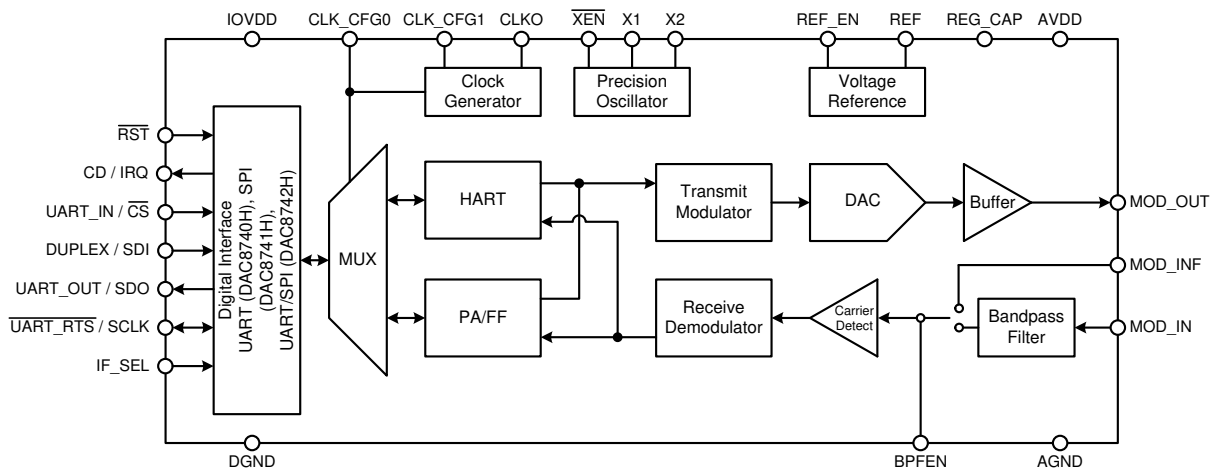 IOVDD
CLK_CFG0
CLK_CFG1
CLKO
XEN
X1
X2
REF_EN
REF
REG_CAP
AVDD
Clock
Generator
Precision
Oscillator
Voltage
Reference
RST
CD / IRQ
UART_IN / CS
DUPLEX / SDI
UART_OUT / SDO
UART_RTS / SCLK
IF_SEL
Digital Interface
UART (DAC8740H), SPI
(DAC8741H),
UART/SPI (DAC8742H)
MUX
HART
PA/FF
Transmit
Modulator
DAC
Buffer
MOD_OUT
MOD_INF
Receive
Demodulator
Carrier
Detect
Bandpass
Filter
MOD_IN
DGND
BPFEN
AGND